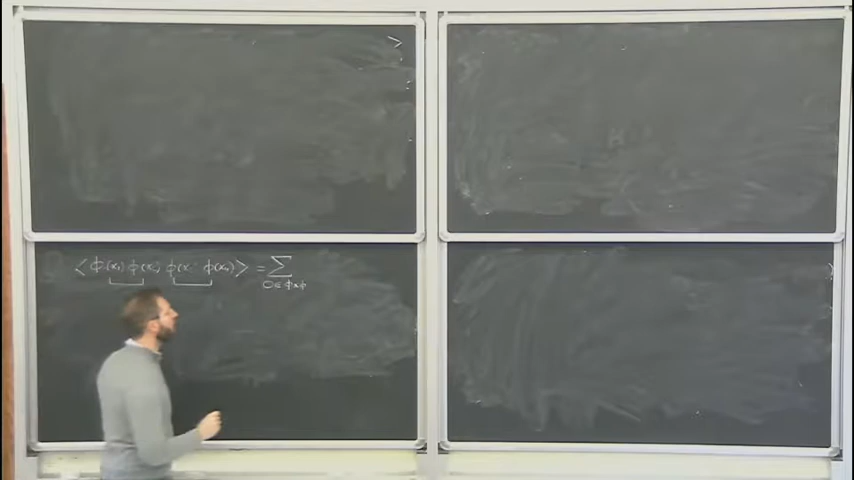 ⟨ϕ(x₁) ϕ(x₂) ϕ(x₃) ϕ(x₄)⟩ = ∑
O ∈ ϕ×ϕ